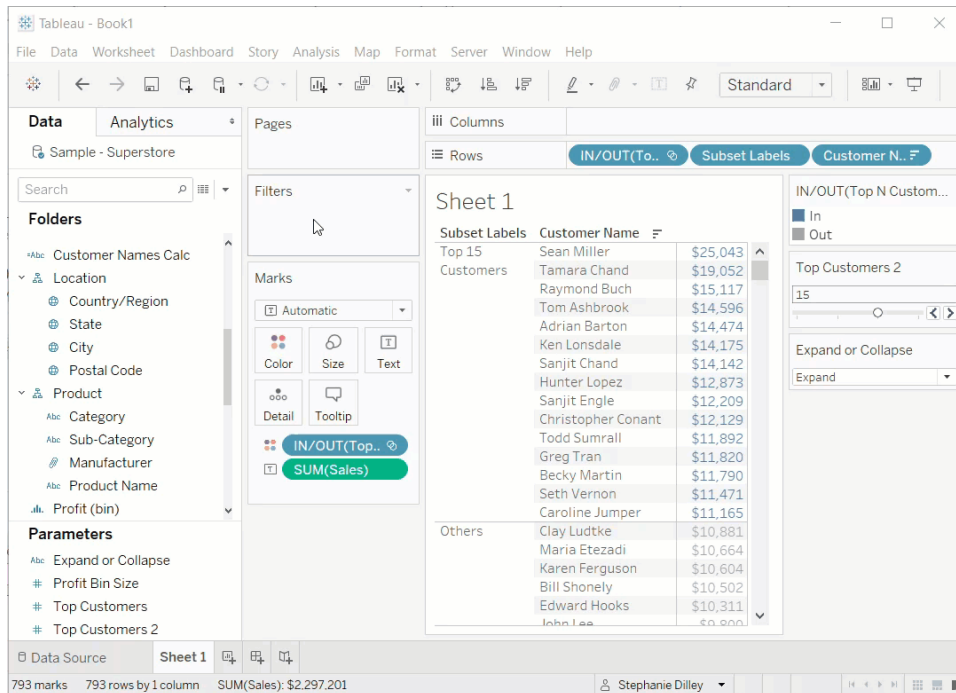 Tableau - Book1
File Data Worksheet Dashboard Story Analysis Map Format Server Window Help
Standard
Data Analytics
Sample - Superstore
Search
Folders
=Abc Customer Names Calc
Location
Country/Region
State
City
Postal Code
Product
Abc Category
Abc Sub-Category
Manufacturer
Abc Product Name
Profit (bin)
Parameters
Abc Expand or Collapse
# Profit Bin Size
# Top Customers
# Top Customers 2
Pages
Filters
Marks
Automatic
Color Size Text
Detail Tooltip
IN/OUT(Top..
SUM(Sales)
iii Columns
Rows IN/OUT(To.. Subset Labels Customer N..
Sheet 1
Subset Labels Customer Name
Top 15 Sean Miller $25,043
Customers Tamara Chand $19,052
Raymond Buch $15,117
Tom Ashbrook $14,596
Adrian Barton $14,474
Ken Lonsdale $14,175
Sanjit Chand $14,142
Hunter Lopez $12,873
Sanjit Engle $12,209
Christopher Conant $12,129
Todd Sumrall $11,892
Greg Tran $11,820
Becky Martin $11,790
Seth Vernon $11,471
Caroline Jumper $11,165
Others Clay Ludtke $10,881
Maria Etezadi $10,664
Karen Ferguson $10,604
Bill Shonely $10,502
Edward Hooks $10,311
John Lee $9,800
IN/OUT(Top N Custom...
In
Out
Top Customers 2
15
Expand or Collapse
Expand
Data Source Sheet 1
793 marks 793 rows by 1 column SUM(Sales): $2,297,201 Stephanie Dilley